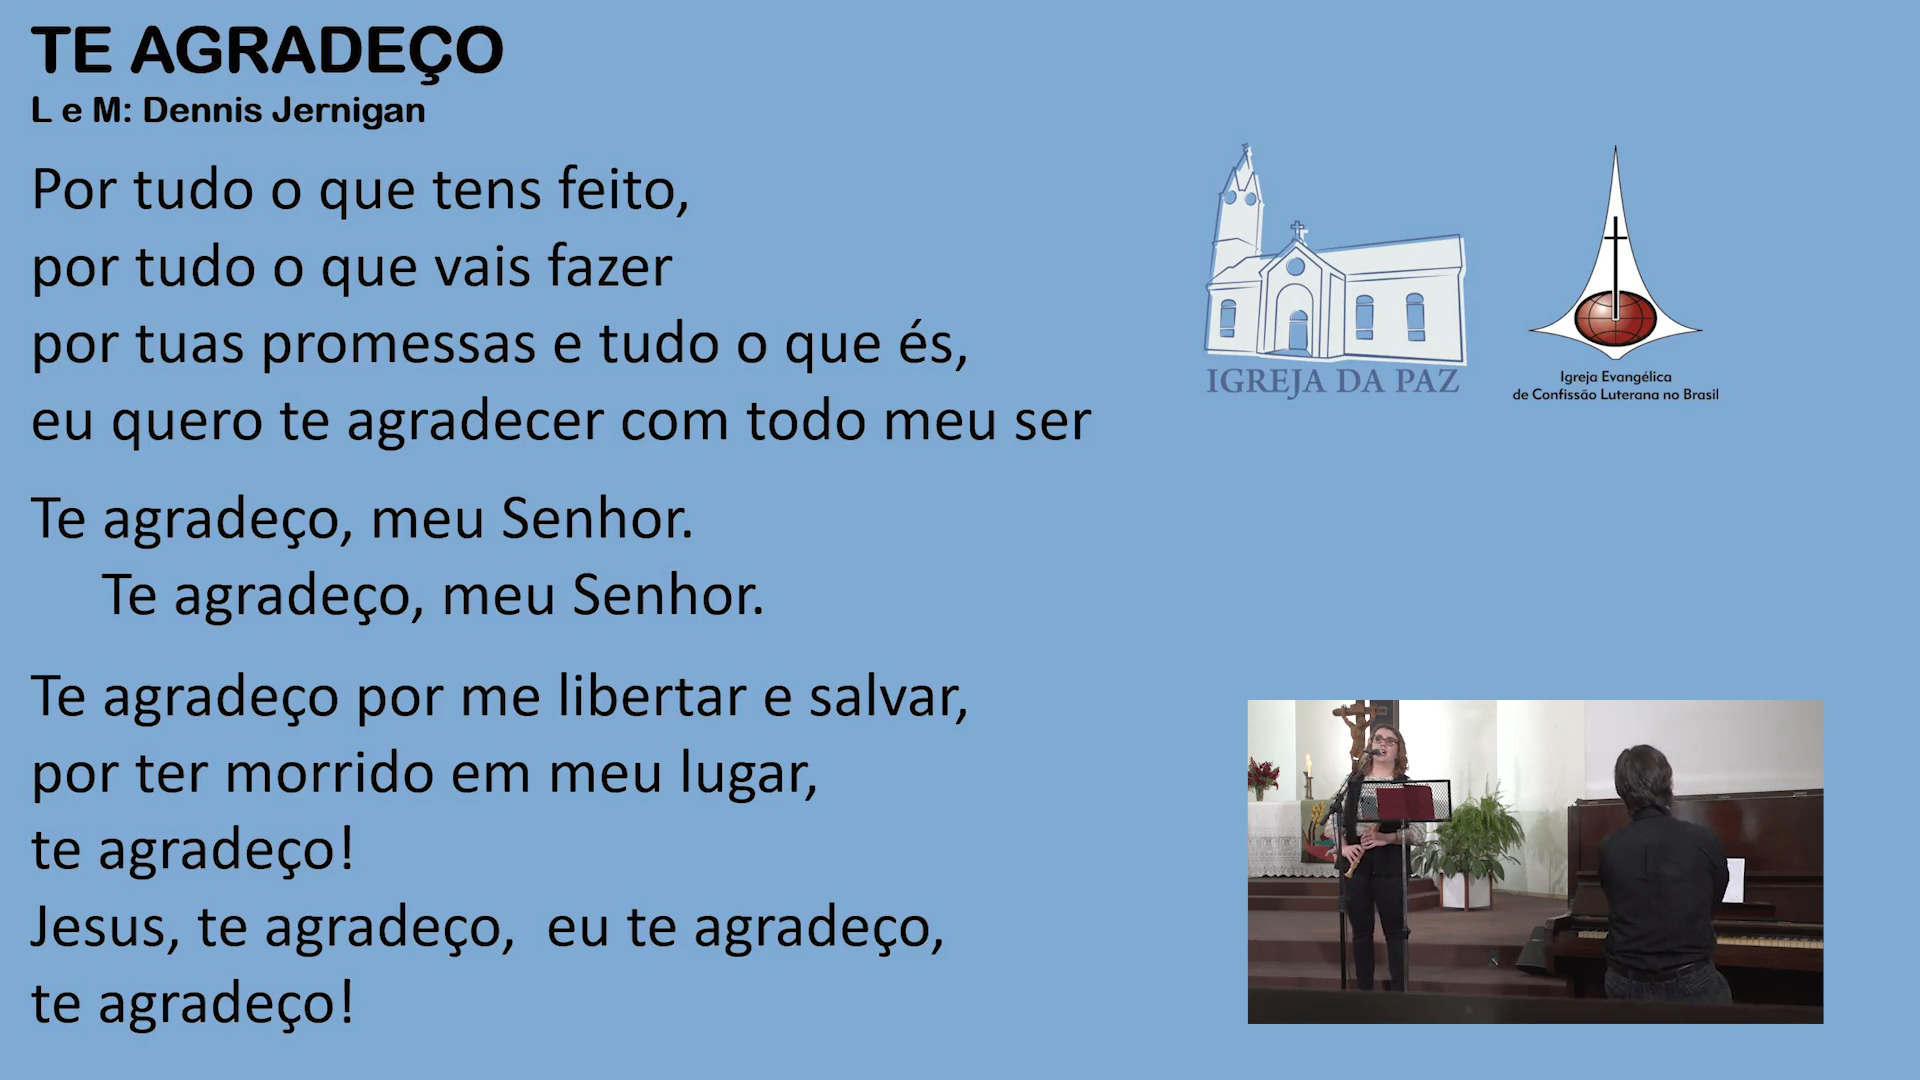 TE AGRADEÇO
L e M: Dennis Jernigan
Por tudo o que tens feito,
por tudo o que vais fazer
por tuas promessas e tudo o que és,
eu quero te agradecer com todo meu ser
Te agradeço, meu Senhor.
Te agradeço, meu Senhor.
Te agradeço por me libertar e salvar,
por ter morrido em meu lugar,
te agradeço!
Jesus, te agradeço,  eu te agradeço,
te agradeço!
IGREJA DA PAZ
Igreja Evangélica
de Confissão Luterana no Brasil